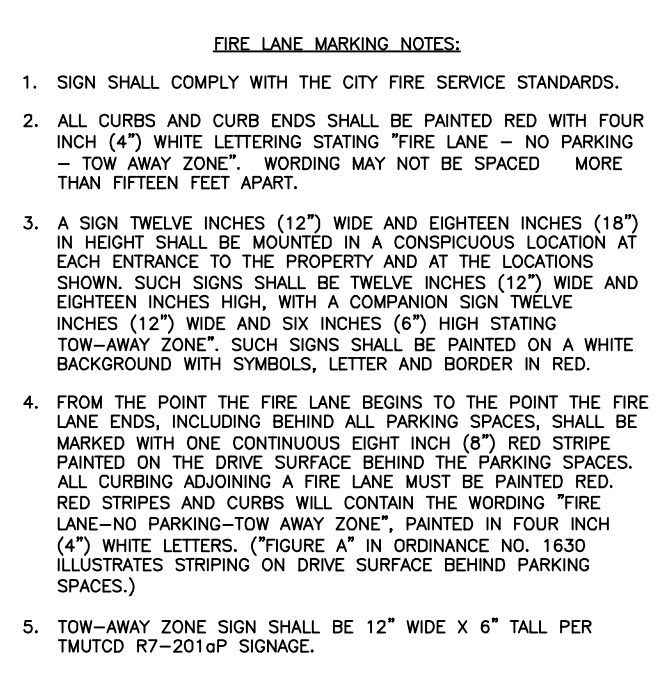 FIRE LANE MARKING NOTES:
1. SIGN SHALL COMPLY WITH THE CITY FIRE SERVICE STANDARDS.
2. ALL CURBS AND CURB ENDS SHALL BE PAINTED RED WITH FOUR
INCH (4") WHITE LETTERING STATING "FIRE LANE – NO PARKING
– TOW AWAY ZONE". WORDING MAY NOT BE SPACED MORE
THAN FIFTEEN FEET APART.
3. A SIGN TWELVE INCHES (12") WIDE AND EIGHTEEN INCHES (18")
IN HEIGHT SHALL BE MOUNTED IN A CONSPICUOUS LOCATION AT
EACH ENTRANCE TO THE PROPERTY AND AT THE LOCATIONS
SHOWN. SUCH SIGNS SHALL BE TWELVE INCHES (12") WIDE AND
EIGHTEEN INCHES HIGH, WITH A COMPANION SIGN TWELVE
INCHES (12") WIDE AND SIX INCHES (6") HIGH STATING
TOW–AWAY ZONE". SUCH SIGNS SHALL BE PAINTED ON A WHITE
BACKGROUND WITH SYMBOLS, LETTER AND BORDER IN RED.
4. FROM THE POINT THE FIRE LANE BEGINS TO THE POINT THE FIRE
LANE ENDS, INCLUDING BEHIND ALL PARKING SPACES, SHALL BE
MARKED WITH ONE CONTINUOUS EIGHT INCH (8") RED STRIPE
PAINTED ON THE DRIVE SURFACE BEHIND THE PARKING SPACES.
ALL CURBING ADJOINING A FIRE LANE MUST BE PAINTED RED.
RED STRIPES AND CURBS WILL CONTAIN THE WORDING "FIRE
LANE–NO PARKING–TOW AWAY ZONE", PAINTED IN FOUR INCH
(4") WHITE LETTERS. ("FIGURE A" IN ORDINANCE NO. 1630
ILLUSTRATES STRIPING ON DRIVE SURFACE BEHIND PARKING
SPACES.)
5. TOW–AWAY ZONE SIGN SHALL BE 12" WIDE X 6" TALL PER
TMUTCD R7–201aP SIGNAGE.